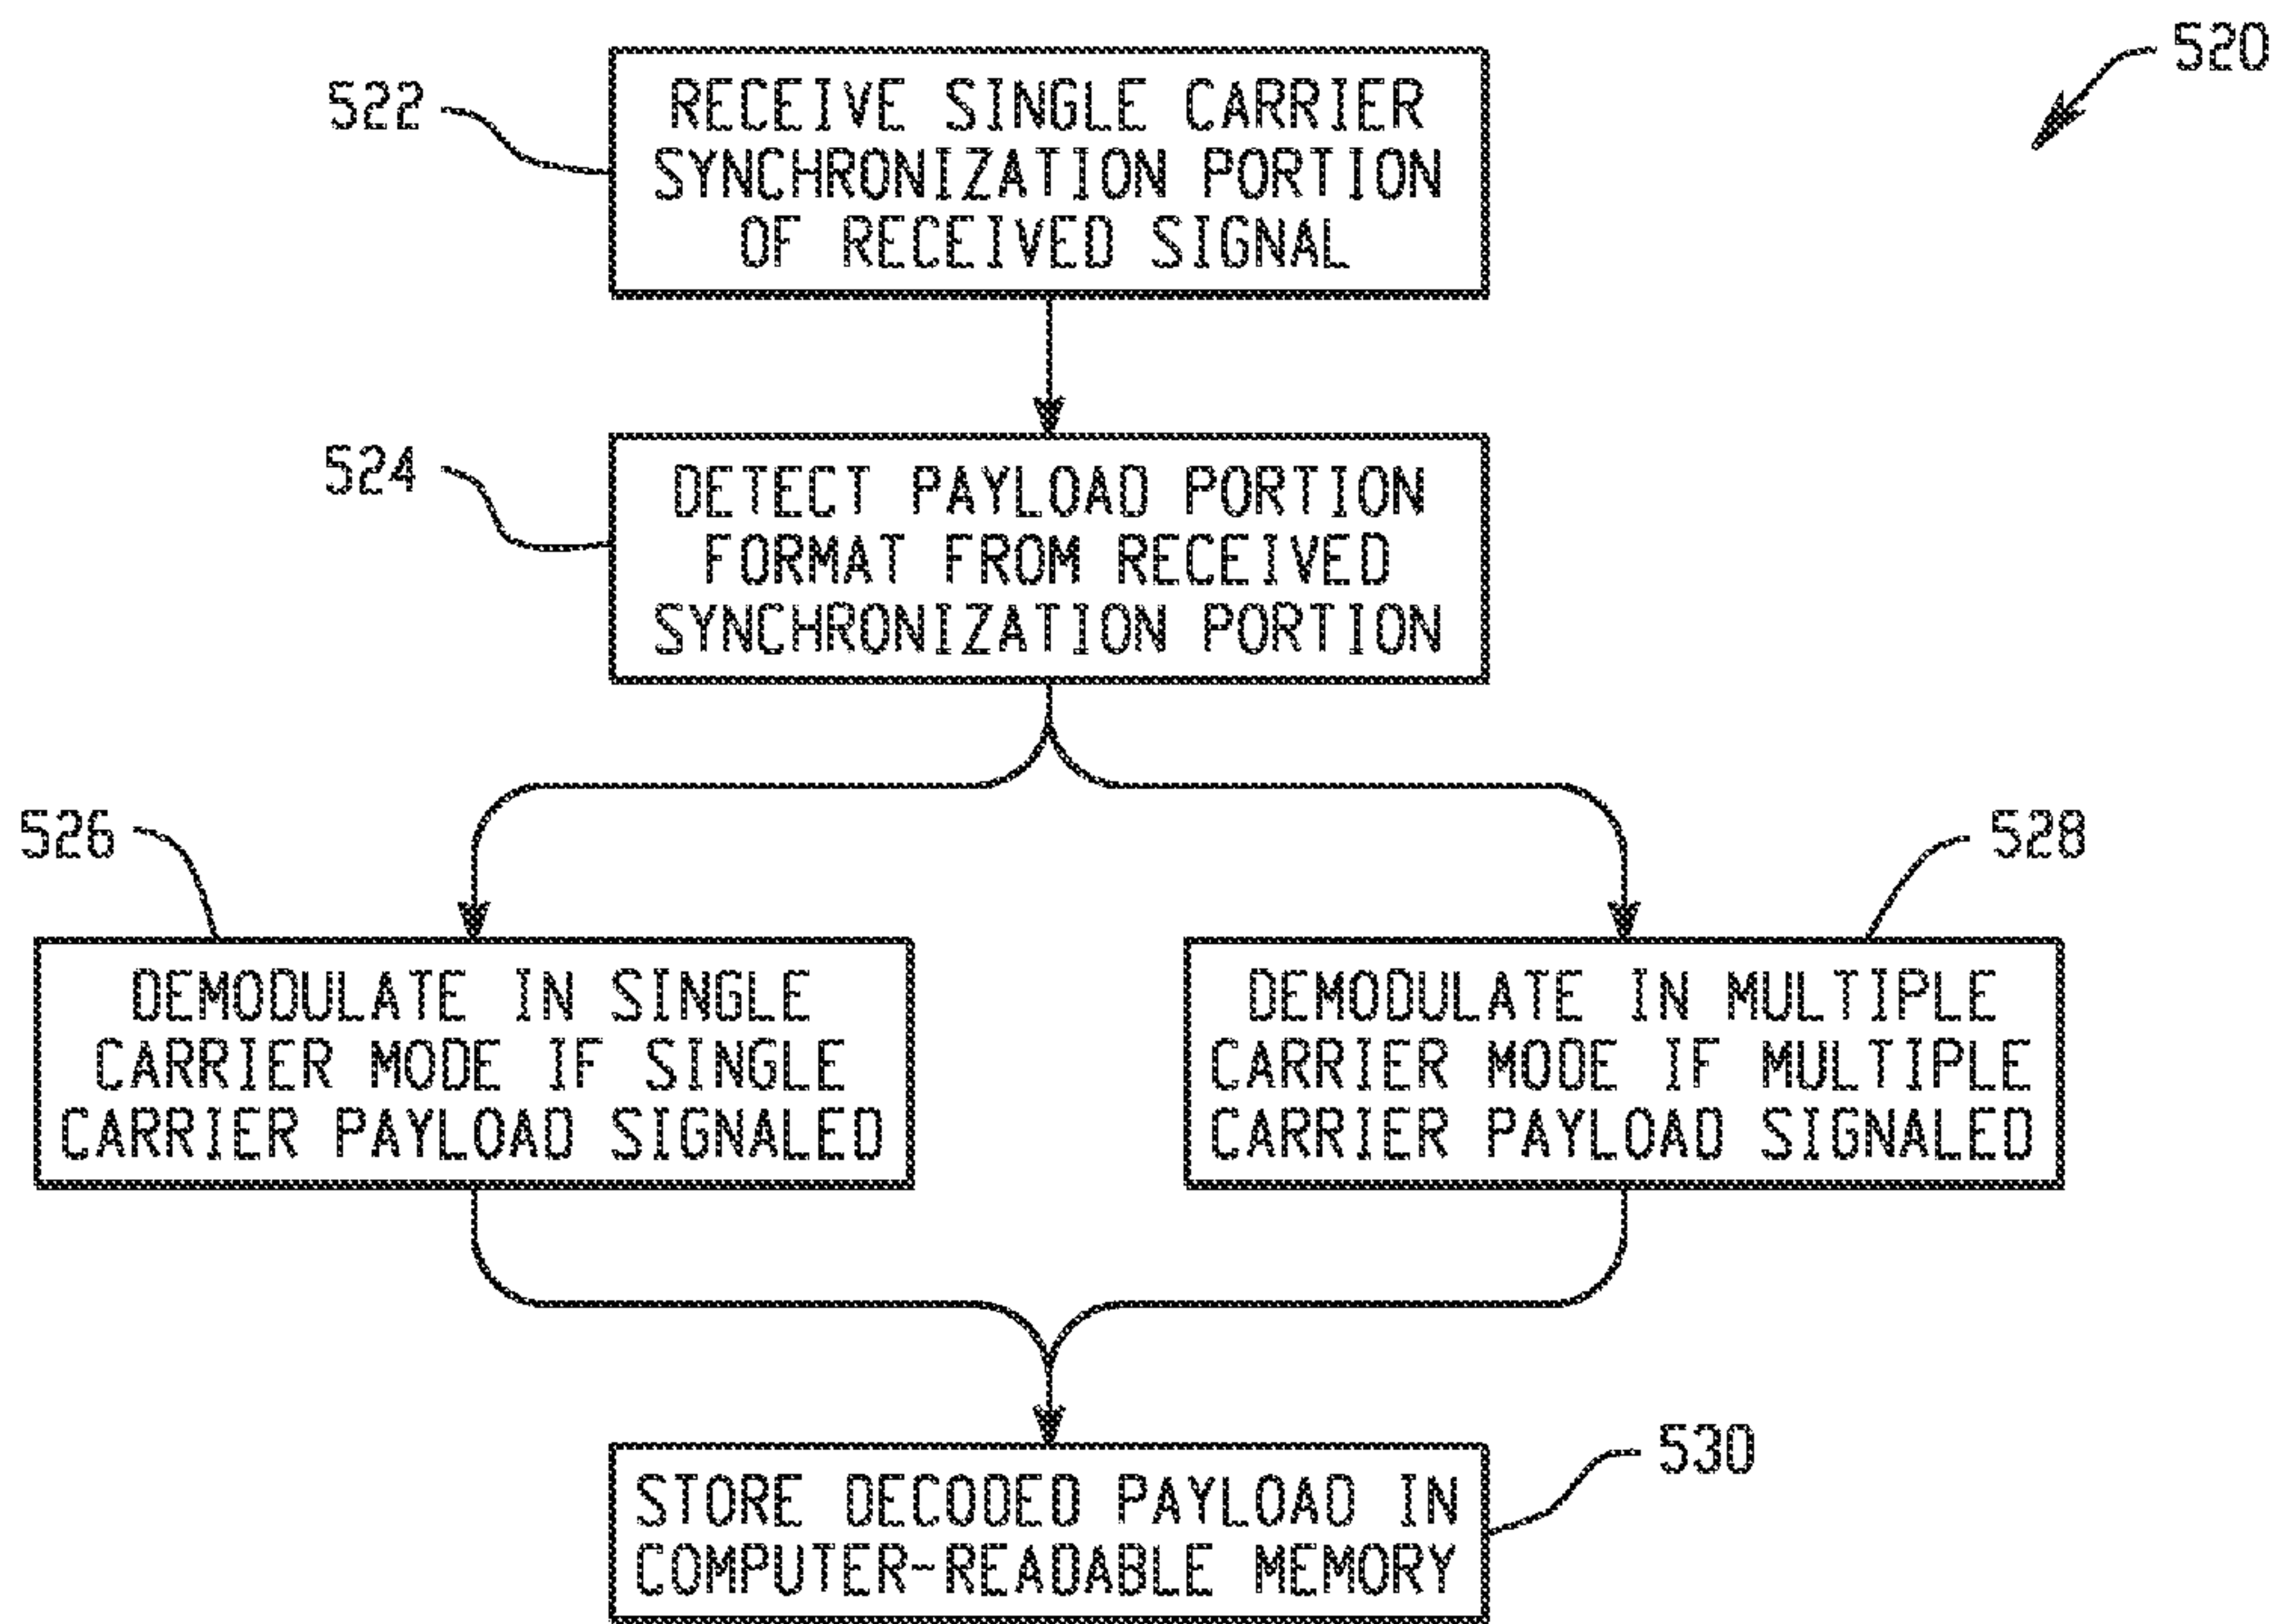 520
522
RECEIVE SINGLE CARRIER
SYNCHRONIZATION PORTION
OF RECEIVED SIGNAL
524
DETECT PAYLOAD PORTION
FORMAT FROM RECEIVED
SYNCHRONIZATION PORTION
526
DEMODULATE IN SINGLE
CARRIER MODE IF SINGLE
CARRIER PAYLOAD SIGNALED
528
DEMODULATE IN MULTIPLE
CARRIER MODE IF MULTIPLE
CARRIER PAYLOAD SIGNALED
530
STORE DECODED PAYLOAD IN
COMPUTER-READABLE MEMORY